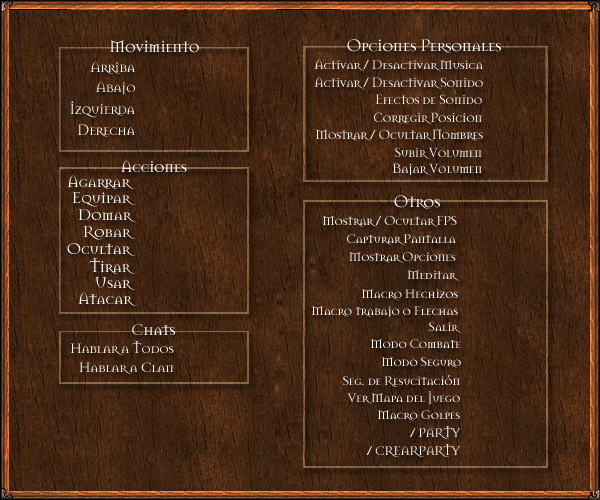 Movimiento
Arriba
Abajo
Izquierda
Derecha
Acciones
Agarrar
Equipar
Domar
Robar
Ocultar
Tirar
Usar
Atacar
Chats
Hablar a Todos
Hablar a Clan
Opciones Personales
Activar / Desactivar Musica
Activar / Desactivar Sonido
Efectos de Sonido
Corregir Posicion
Mostrar / Ocultar Nombres
Subir Volumen
Bajar Volumen
Otros
Mostrar / Ocultar FPS
Capturar Pantalla
Mostrar Opciones
Meditar
Macro Hechizos
Macro trabajo o Flechas
Salir
Modo Combate
Modo Seguro
Seg. de Resucitación
Ver Mapa del Juego
Macro Golpes
/ PARTY
/ CREARPARTY